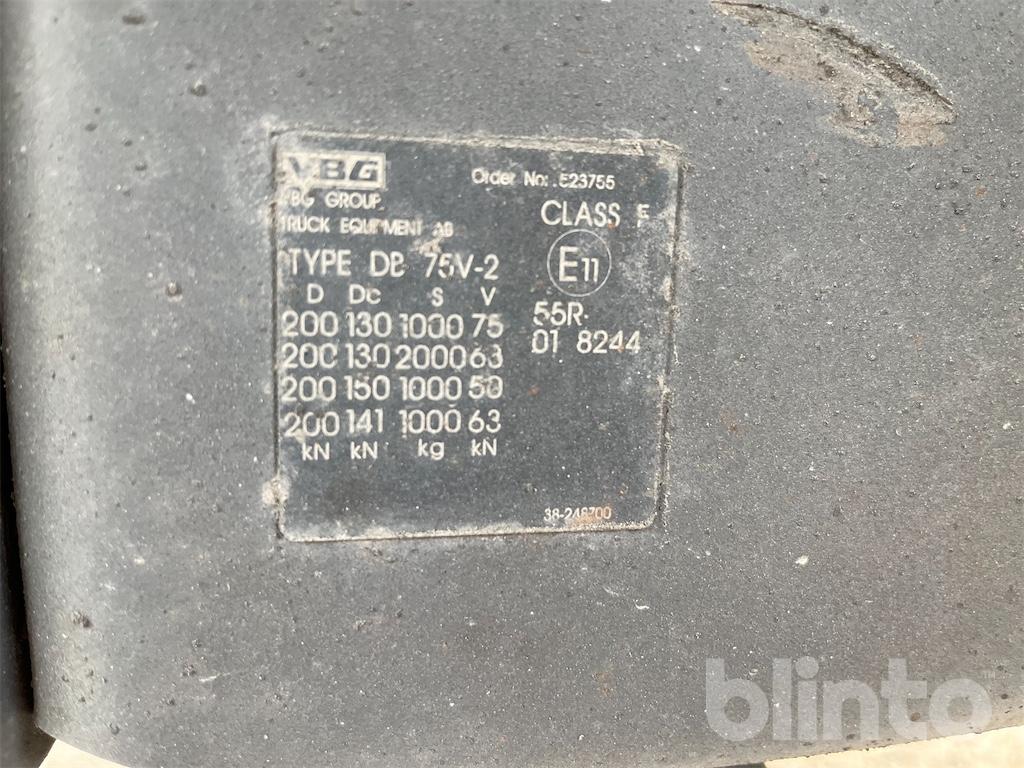 VBG
VBG GROUP
TRUCK EQUIPMENT AB
Order No: 523755
CLASS F
E11
TYPE DB 75V-2
D DC S V
200 130 1000 75
200 130 2000 63
200 150 1000 50
200 141 1000 63
kN kN kg kN
55R
01 8244
38-248700
blinto